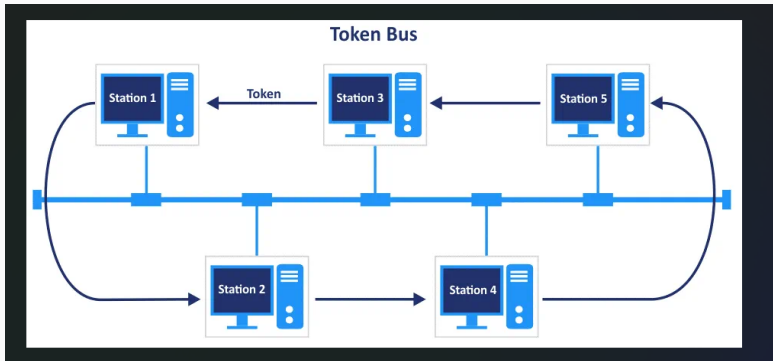 Token Bus
Station 1
Token
Station 3
Station 5
Station 2
Station 4